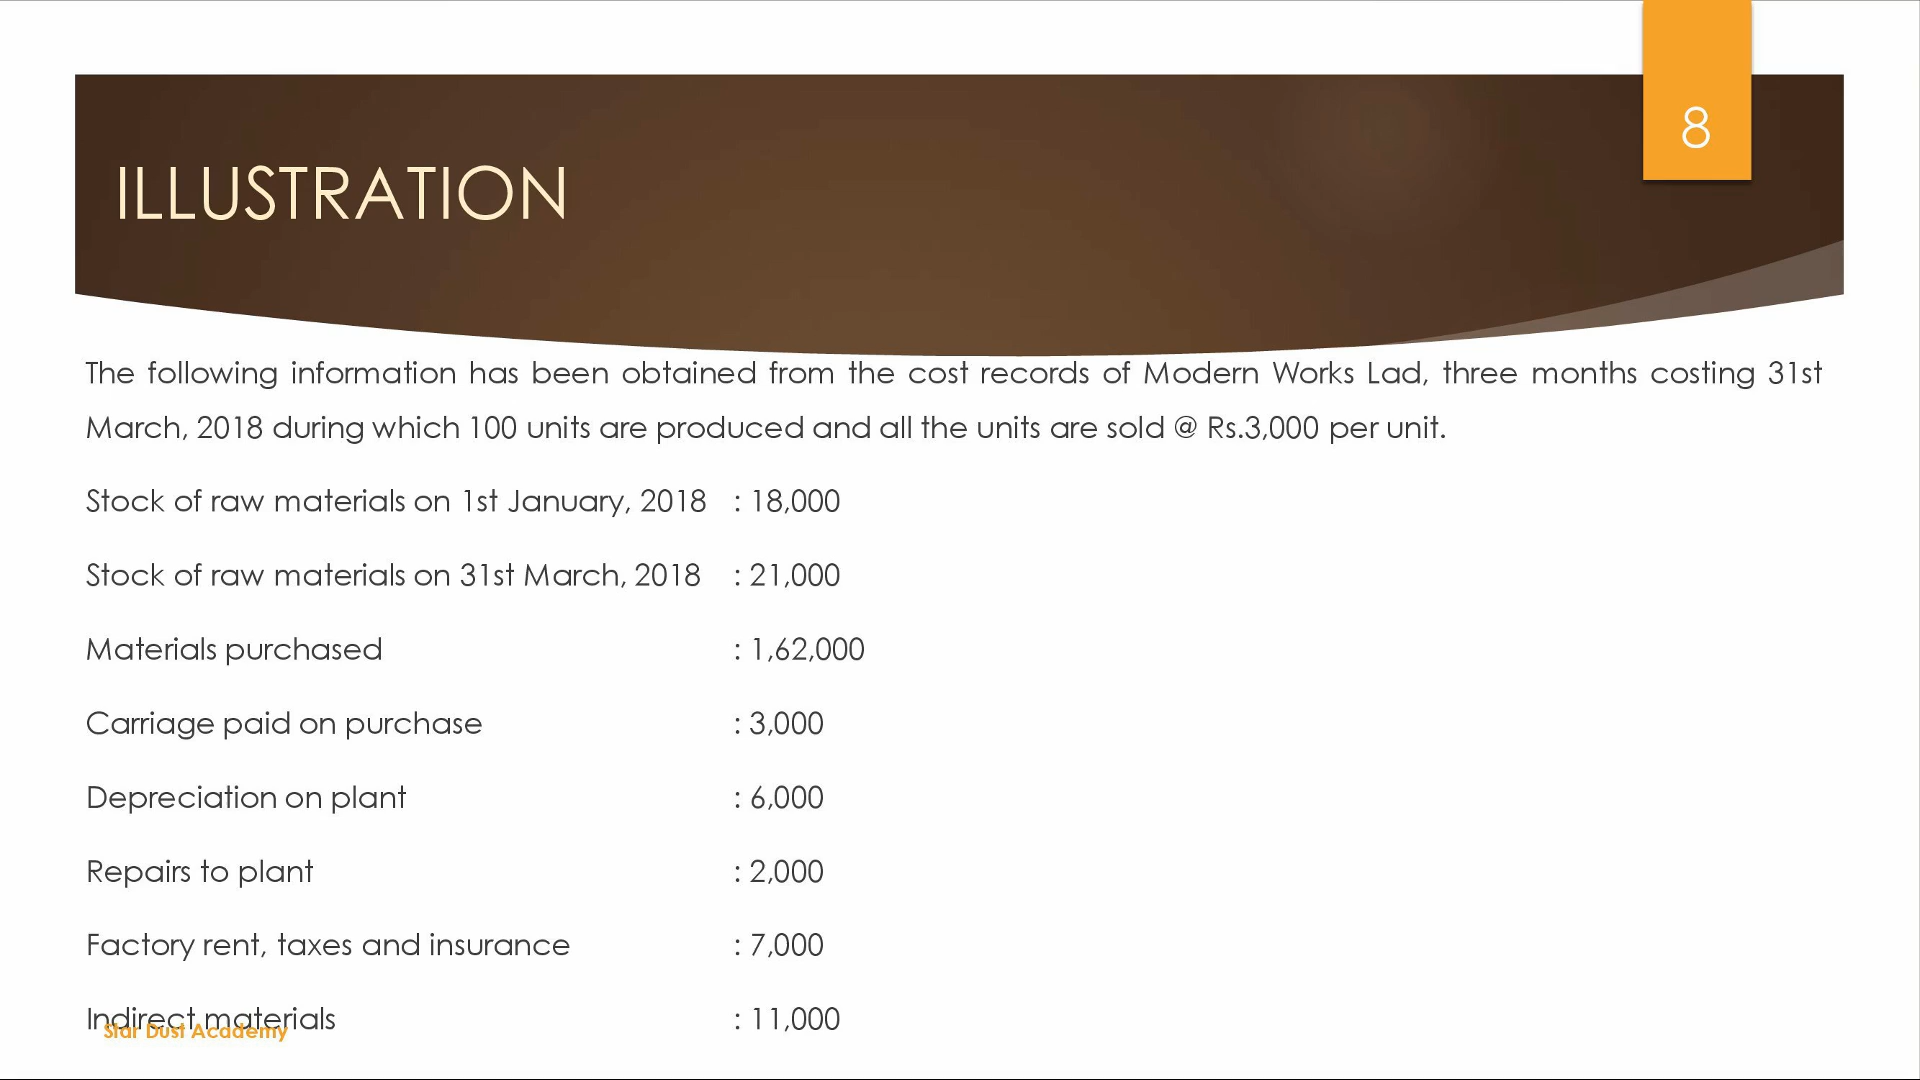 8
ILLUSTRATION
The following information has been obtained from the cost records of Modern Works Lad, three months costing 31st
March, 2018 during which 100 units are produced and all the units are sold @ Rs.3,000 per unit.
Stock of raw materials on 1st January, 2018 : 18,000
Stock of raw materials on 31st March, 2018 : 21,000
Materials purchased : 1,62,000
Carriage paid on purchase : 3,000
Depreciation on plant : 6,000
Repairs to plant : 2,000
Factory rent, taxes and insurance : 7,000
Indirect materials : 11,000
Star Dust Academy